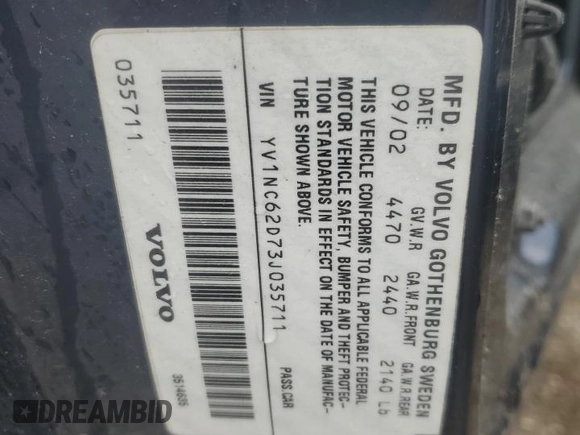 MFD. BY VOLVO GOTHENBURG SWEDEN
DATE: GV.W.R GA.W.R.FRONT GA.W.R.REAR
09/02 4470 2440 2140 Lb
THIS VEHICLE CONFORMS TO ALL APPLICABLE FEDERAL
MOTOR VEHICLE SAFETY, BUMPER AND THEFT PROTEC-
TION STANDARDS IN EFFECT ON THE DATE OF MANUFAC-
TURE SHOWN ABOVE.
VIN YV1NC62D73J035711 PASS.CAR
035711
VOLVO
3514635
DREAMBID